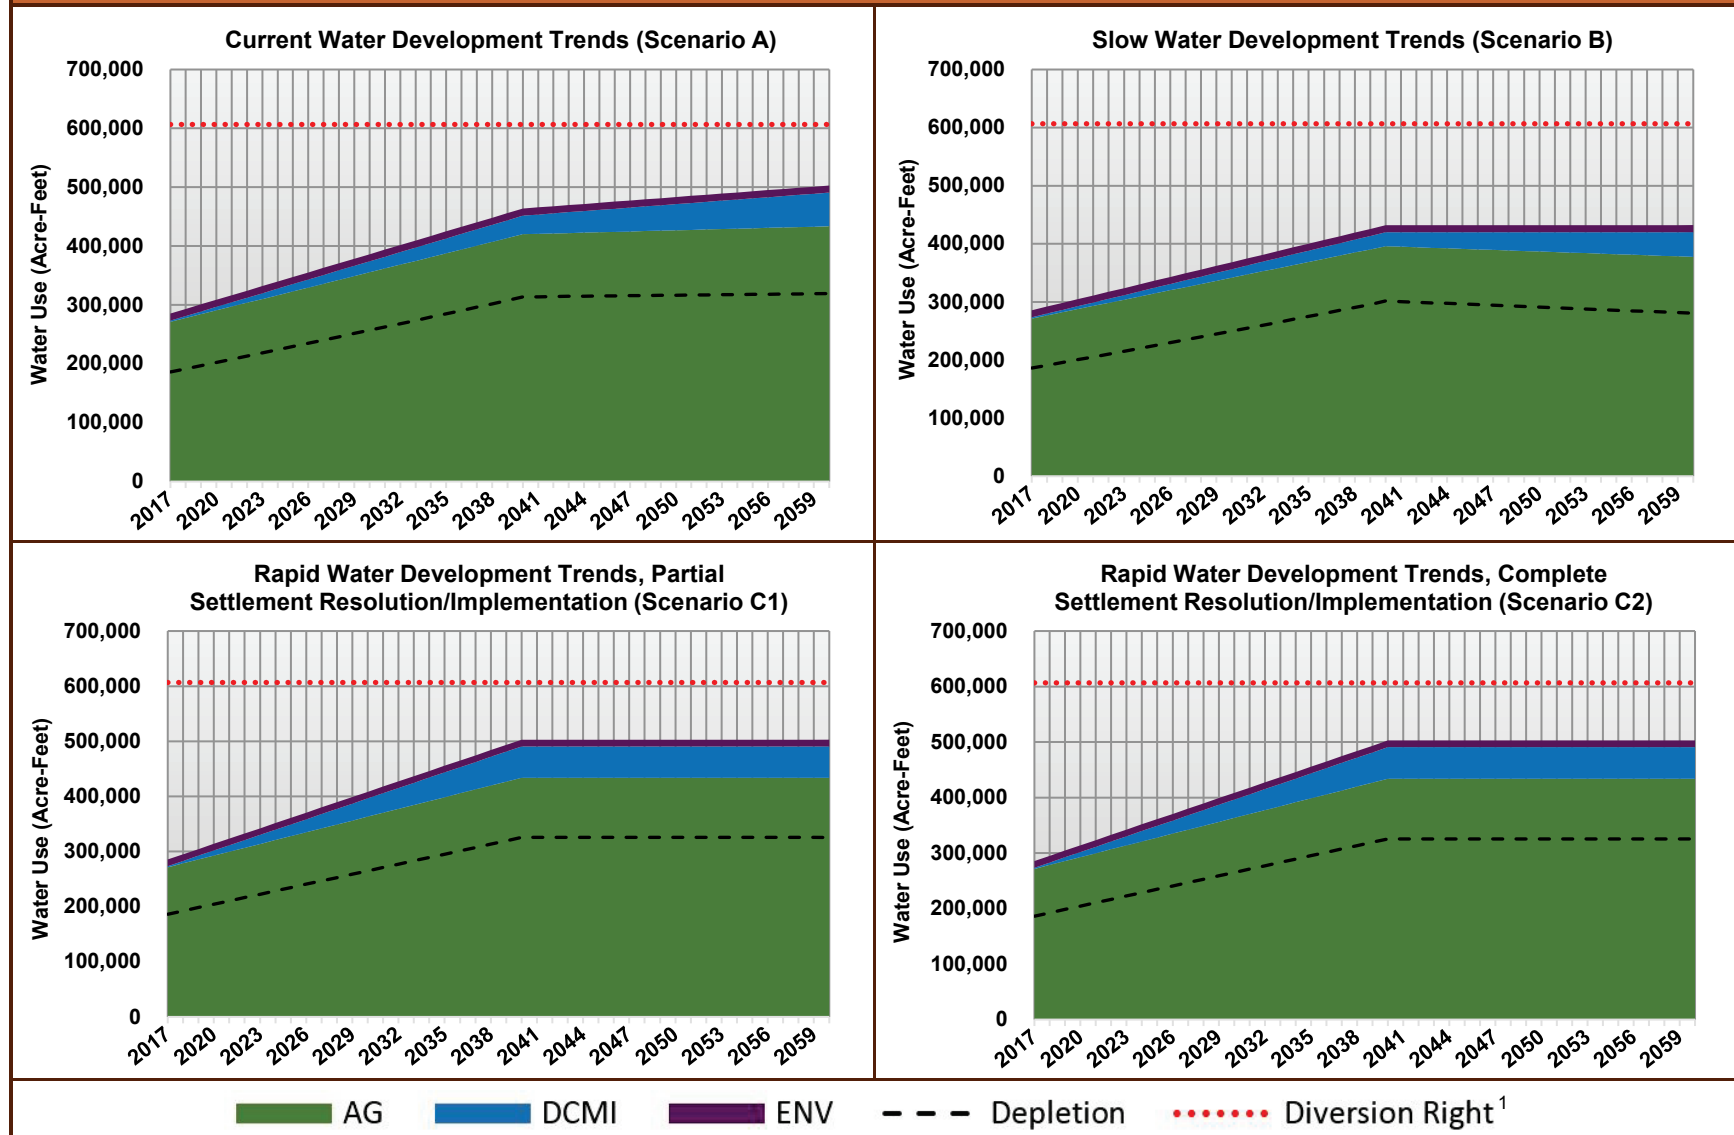 Current Water Development Trends (Scenario A)
Water Use (Acre-Feet)
700,000
600,000
500,000
400,000
300,000
200,000
100,000
0
2017 2020 2023 2026 2029 2032 2035 2038 2041 2044 2047 2050 2053 2056 2059
Slow Water Development Trends (Scenario B)
Water Use (Acre-Feet)
700,000
600,000
500,000
400,000
300,000
200,000
100,000
0
2017 2020 2023 2026 2029 2032 2035 2038 2041 2044 2047 2050 2053 2056 2059
Rapid Water Development Trends, Partial
Settlement Resolution/Implementation (Scenario C1)
Water Use (Acre-Feet)
700,000
600,000
500,000
400,000
300,000
200,000
100,000
0
2017 2020 2023 2026 2029 2032 2035 2038 2041 2044 2047 2050 2053 2056 2059
Rapid Water Development Trends, Complete
Settlement Resolution/Implementation (Scenario C2)
Water Use (Acre-Feet)
700,000
600,000
500,000
400,000
300,000
200,000
100,000
0
2017 2020 2023 2026 2029 2032 2035 2038 2041 2044 2047 2050 2053 2056 2059
AG DCMI ENV Depletion Diversion Right¹